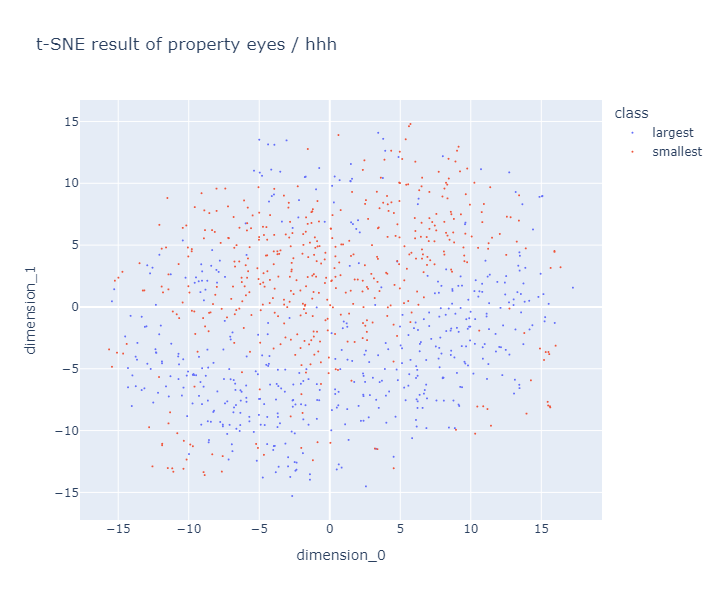 t-SNE result of property eyes / hhh
class
largest
smallest
15
10
5
0
−5
−10
−15
dimension_1
−15
−10
−5
0
5
10
15
dimension_0